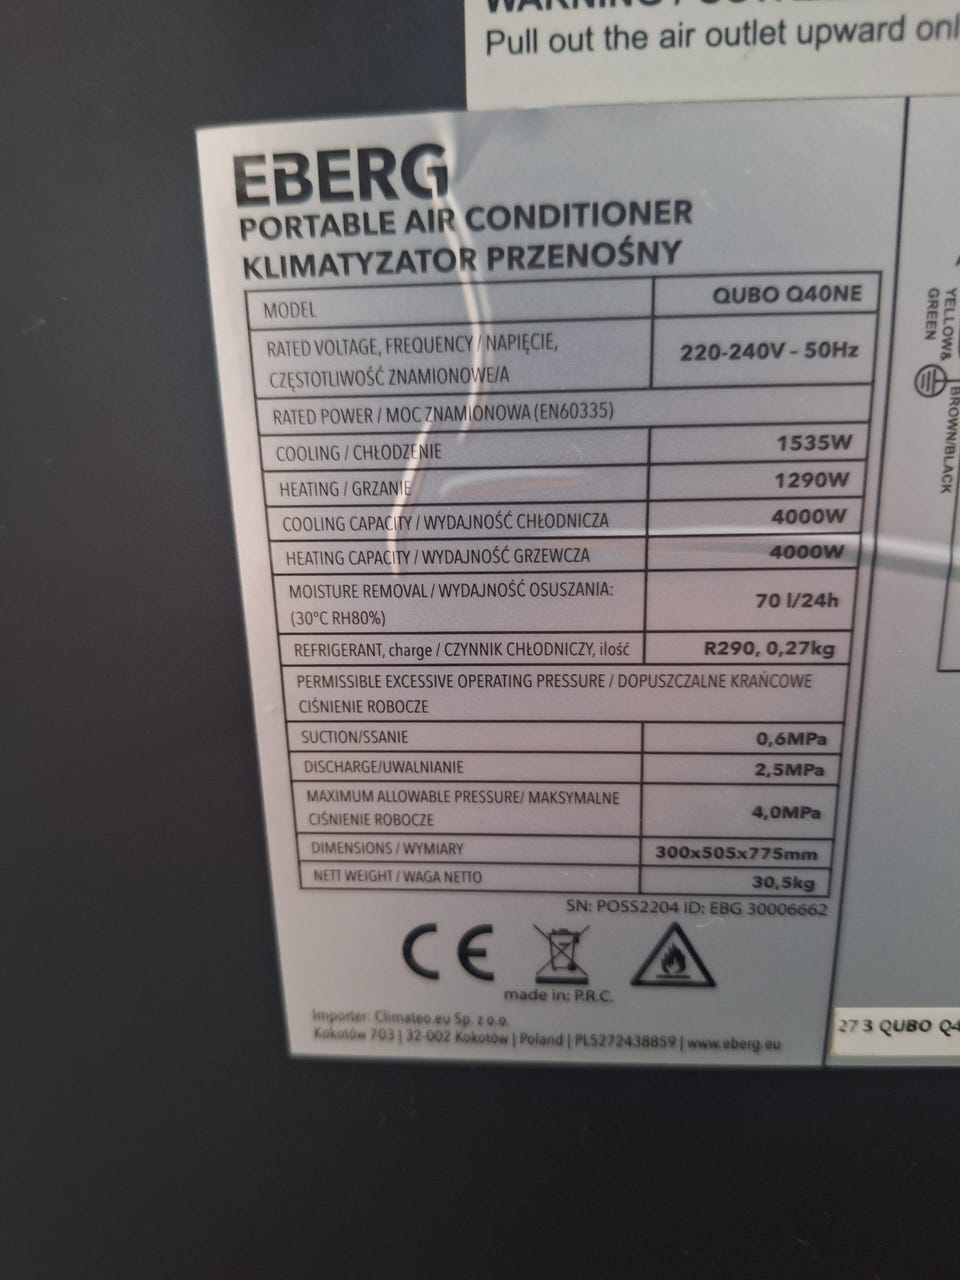 Pull out the air outlet upward
EBERG
PORTABLE AIR CONDITIONER
KLIMATYZATOR PRZENOŚNY
MODEL QUBO Q40NE
RATED VOLTAGE, FREQUENCY / NAPIĘCIE,
CZĘSTOTLIWOŚĆ ZNAMIONOWE/A 220-240V - 50Hz
RATED POWER / MOC ZNAMIONOWA (EN60335)
COOLING / CHŁODZENIE 1535W
HEATING / GRZANIE 1290W
COOLING CAPACITY / WYDAJNOŚĆ CHŁODNICZA 4000W
HEATING CAPACITY / WYDAJNOŚĆ GRZEWCZA 4000W
MOISTURE REMOVAL / WYDAJNOŚĆ OSUSZANIA:
(30°C RH80%) 70 l/24h
REFRIGERANT, charge / CZYNNIK CHŁODNICZY, ilość R290, 0,27kg
PERMISSIBLE EXCESSIVE OPERATING PRESSURE / DOPUSZCZALNE KRAŃCOWE
CIŚNIENIE ROBOCZE
SUCTION/SSANIE 0,6MPa
DISCHARGE/UWALNIANIE 2,5MPa
MAXIMUM ALLOWABLE PRESSURE/ MAKSYMALNE
CIŚNIENIE ROBOCZE 4,0MPa
DIMENSIONS / WYMIARY 300x505x775mm
NETT WEIGHT / WAGA NETTO 30,5kg
SN: POSS2204 ID: EBG 30006662
CE
made in: P.R.C.
Importer: Climateo.eu Sp. z o.o.
Kokotów 703 | 32-002 Kokotów | Poland | PL5272438859 | www.eberg.eu
YELLOW&
GREEN
BROWN/BLACK
273 QUBO Q4